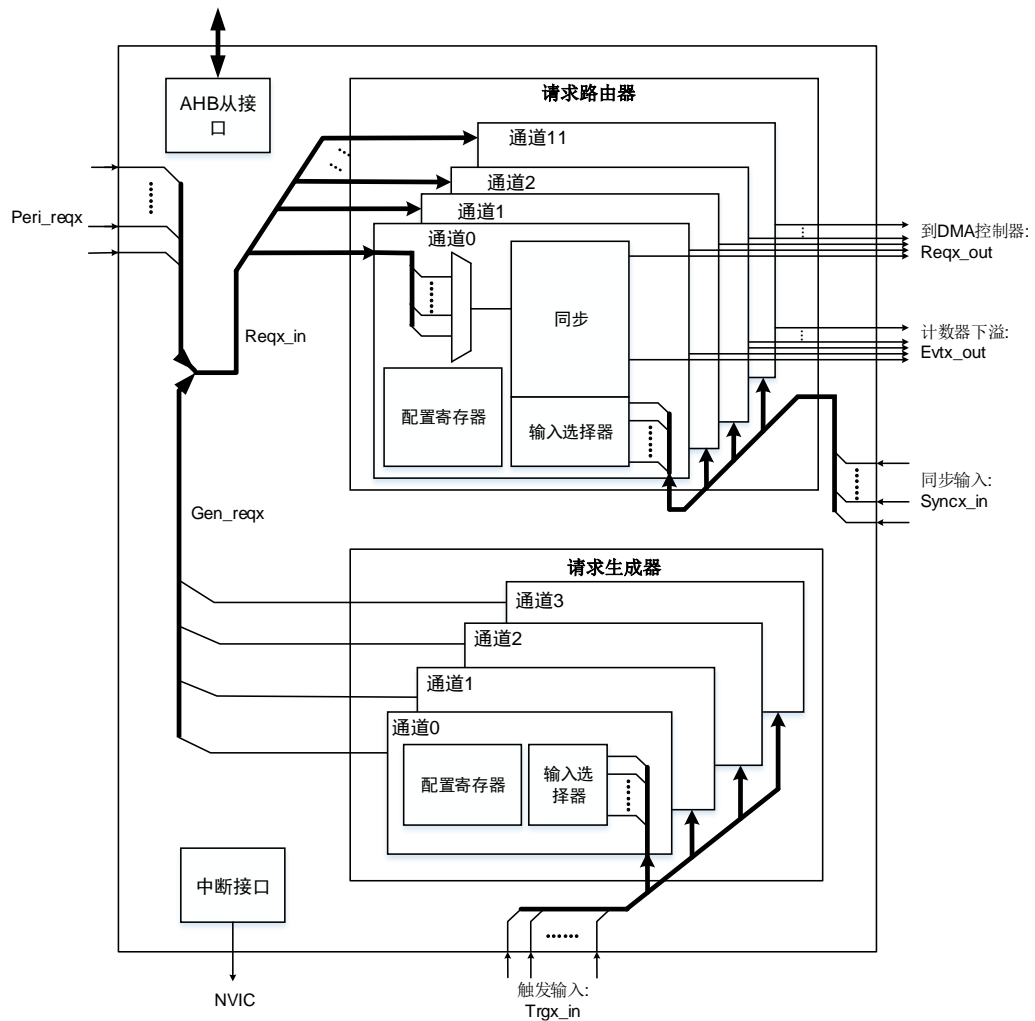 AHB从接
口
请求路由器
通道11
通道2
通道1
通道0
Peri_reqx
到DMA控制器:
Reqx_out
同步
Reqx_in
计数器下溢:
Evtx_out
配置寄存器
输入选择器
同步输入:
Syncx_in
Gen_reqx
请求生成器
通道3
通道2
通道1
通道0
配置寄存器
输入选
择器
中断接口
NVIC
触发输入:
Trgx_in